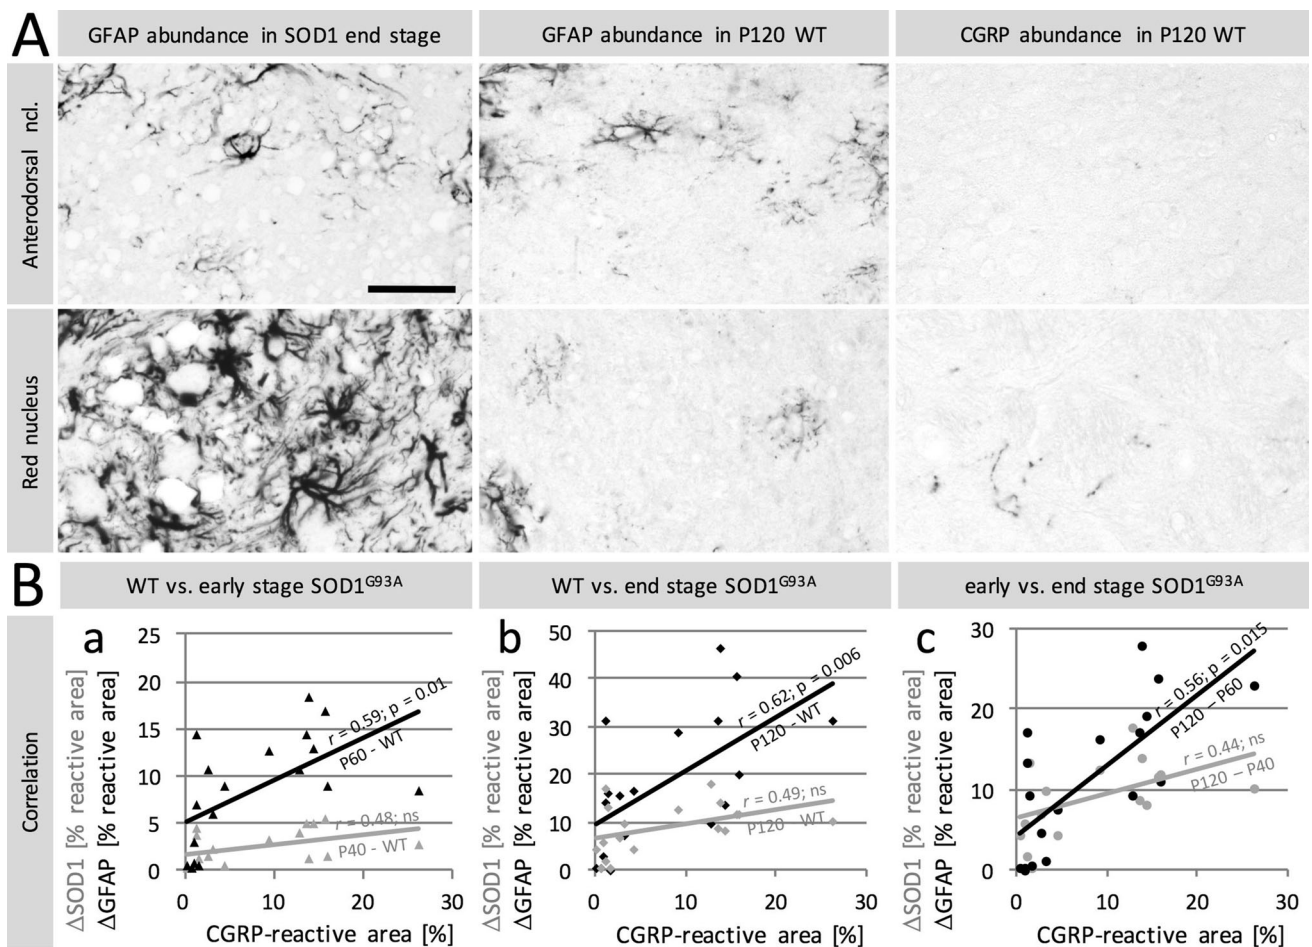 A
GFAP abundance in SOD1 end stage
GFAP abundance in P120 WT
CGRP abundance in P120 WT
Anterodorsal ncl.
Red nucleus
B
WT vs. early stage SOD1G93A
WT vs. end stage SOD1G93A
early vs. end stage SOD1G93A
Correlation
a
ΔSOD1 [% reactive area]
ΔGFAP [% reactive area]
25
20
15
10
5
0
r = 0.59; p = 0.01
P60 - WT
r = 0.48; ns
P40 - WT
0 10 20 30
CGRP-reactive area [%]
b
ΔSOD1 [% reactive area]
ΔGFAP [% reactive area]
50
40
30
20
10
0
r = 0.62; p = 0.006
P120 - WT
r = 0.49; ns
P120 - WT
0 10 20 30
CGRP-reactive area [%]
c
ΔSOD1 [% reactive area]
ΔGFAP [% reactive area]
30
20
10
0
r = 0.56; p = 0.015
P120 – P60
r = 0.44; ns
P120 – P40
0 10 20 30
CGRP-reactive area [%]